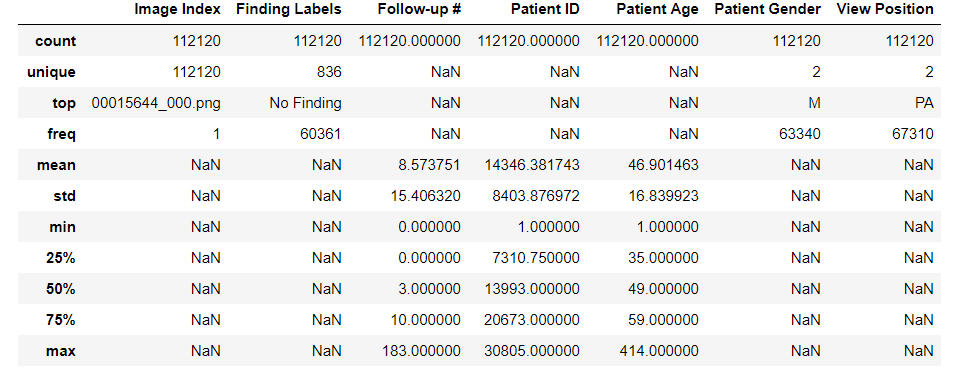 Image Index Finding Labels Follow-up # Patient ID Patient Age Patient Gender View Position
count 112120 112120 112120.000000 112120.000000 112120.000000 112120 112120
unique 112120 836 NaN NaN NaN 2 2
top 00015644_000.png No Finding NaN NaN NaN M PA
freq 1 60361 NaN NaN NaN 63340 67310
mean NaN NaN 8.573751 14346.381743 46.901463 NaN NaN
std NaN NaN 15.406320 8403.876972 16.839923 NaN NaN
min NaN NaN 0.000000 1.000000 1.000000 NaN NaN
25% NaN NaN 0.000000 7310.750000 35.000000 NaN NaN
50% NaN NaN 3.000000 13993.000000 49.000000 NaN NaN
75% NaN NaN 10.000000 20673.000000 59.000000 NaN NaN
max NaN NaN 183.000000 30805.000000 414.000000 NaN NaN